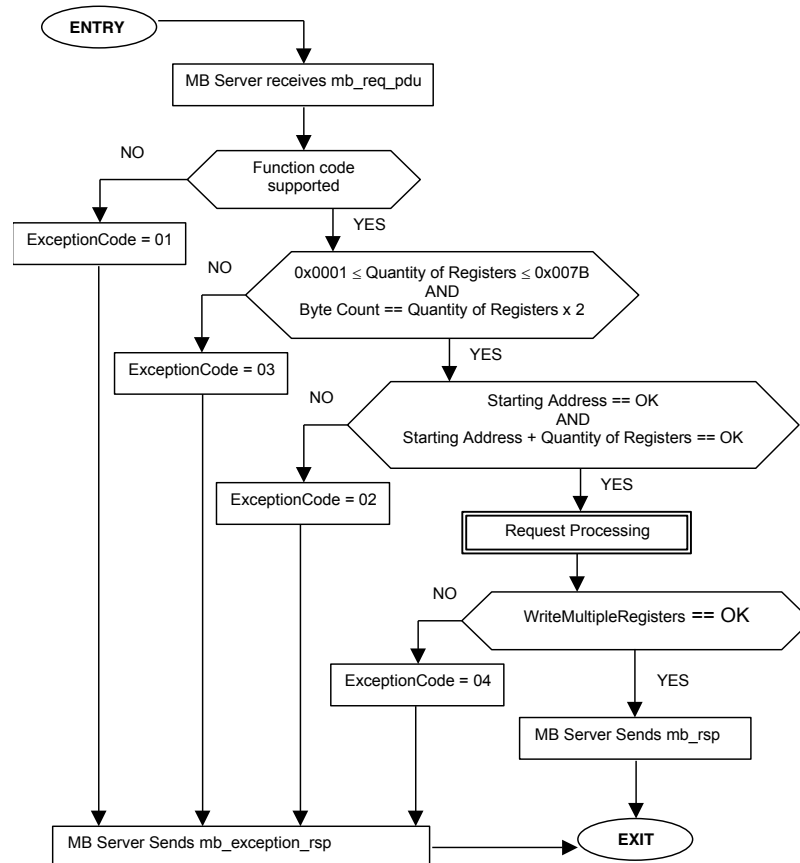 ENTRY
MB Server receives mb_req_pdu
NO
Function code
supported
YES
ExceptionCode = 01
NO
0x0001 ≤ Quantity of Registers ≤ 0x007B
AND
Byte Count == Quantity of Registers x 2
YES
ExceptionCode = 03
NO
Starting Address == OK
AND
Starting Address + Quantity of Registers == OK
YES
ExceptionCode = 02
Request Processing
NO
WriteMultipleRegisters == OK
YES
ExceptionCode = 04
MB Server Sends mb_rsp
MB Server Sends mb_exception_rsp
EXIT